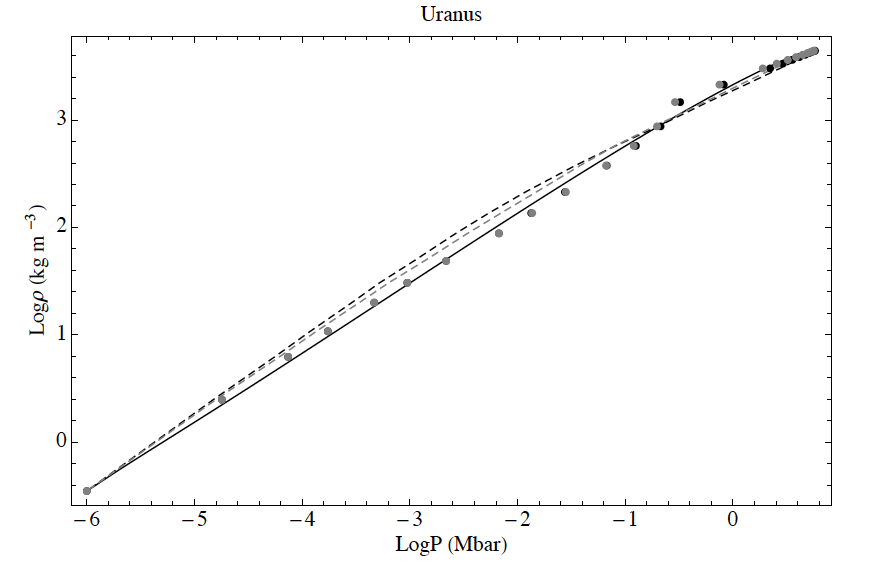 Uranus
Logρ (kg m⁻³)
3
2
1
0
−6 −5 −4 −3 −2 −1 0
LogP (Mbar)